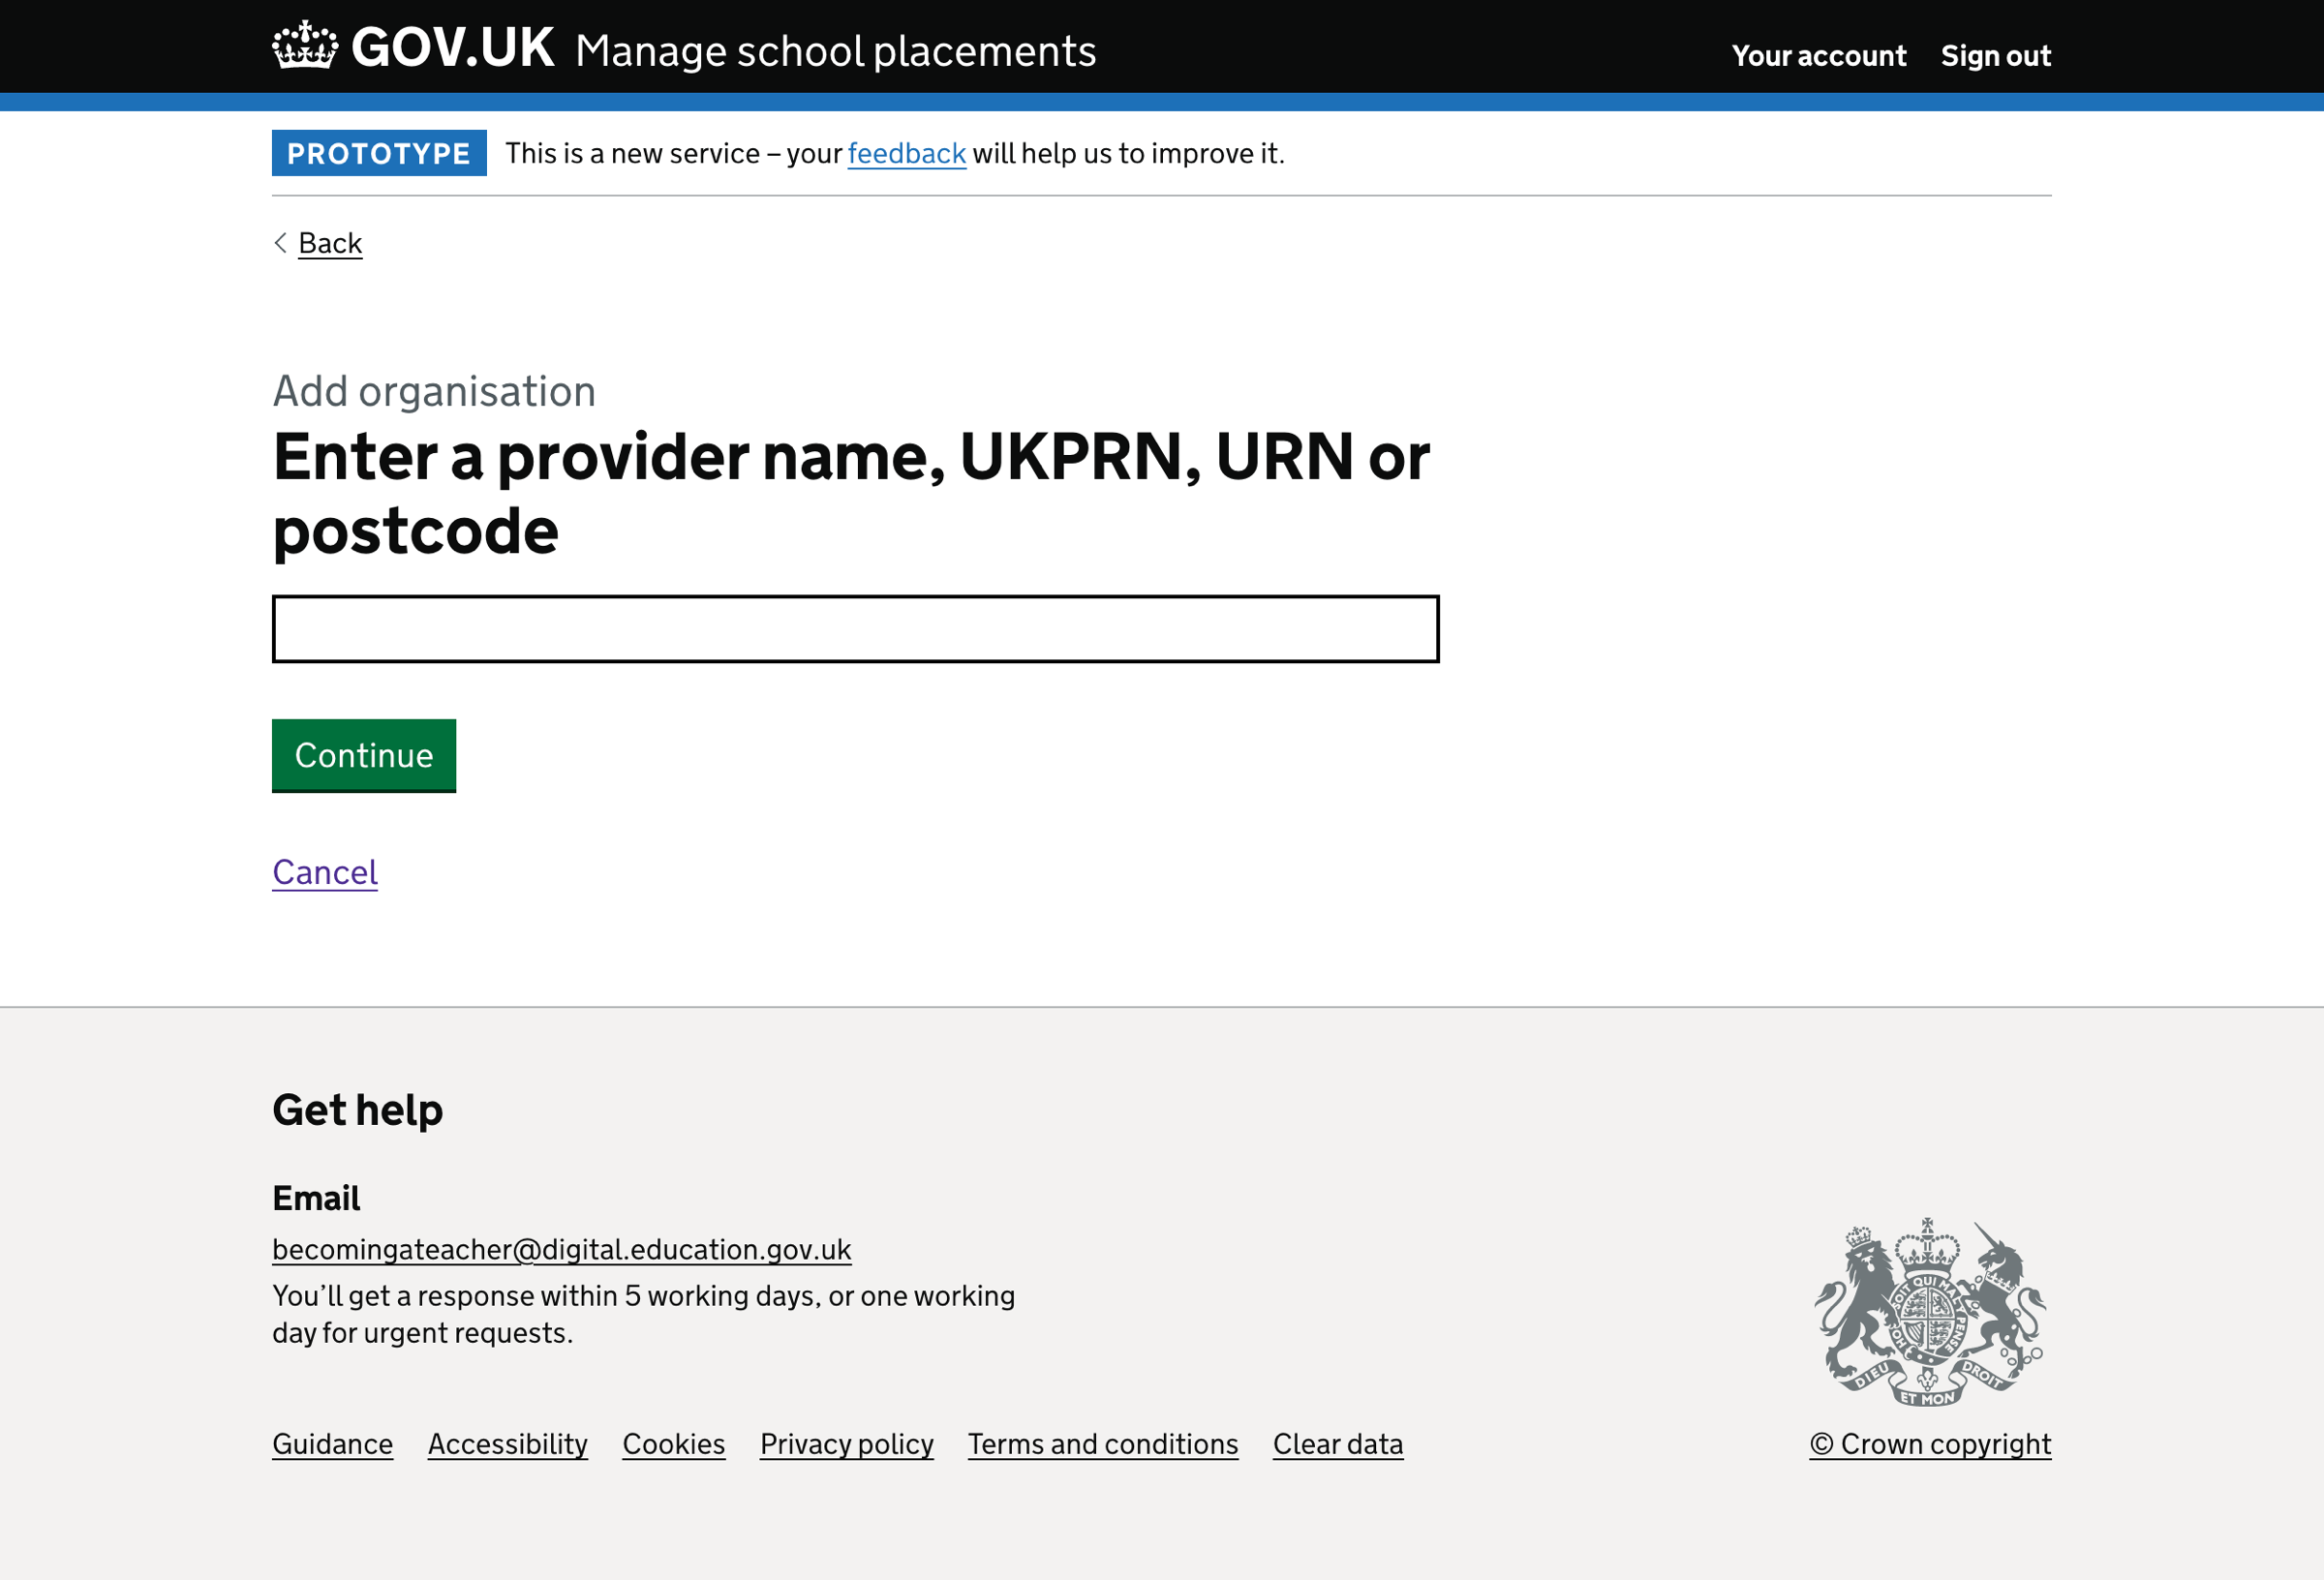 GOV.UK Manage school placements
Your account Sign out
PROTOTYPE This is a new service – your feedback will help us to improve it.
Back
Add organisation
Enter a provider name, UKPRN, URN or
postcode
Continue
Cancel
Get help
Email
becomingateacher@digital.education.gov.uk
You’ll get a response within 5 working days, or one working
day for urgent requests.
SOIT QUI MAL Y PENSE
DIEU ET MON DROIT
Guidance Accessibility Cookies Privacy policy Terms and conditions Clear data
© Crown copyright